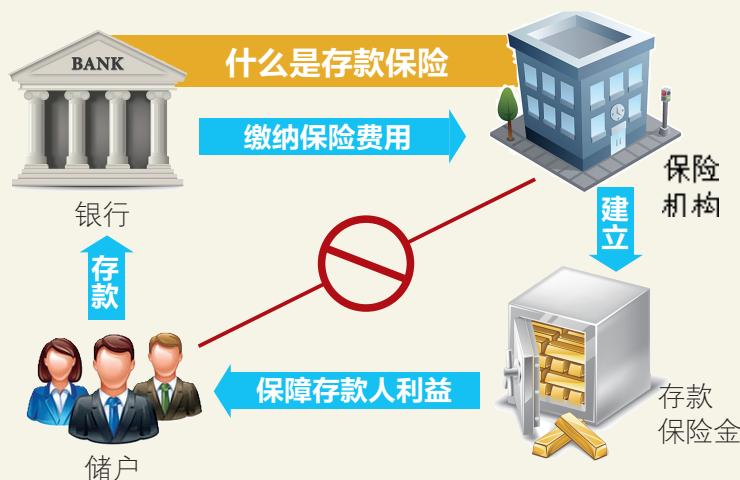 BANK
什么是存款保险
缴纳保险费用
保险
机构
银行
建
立
存
款
保障存款人利益
存款
保险金
储户